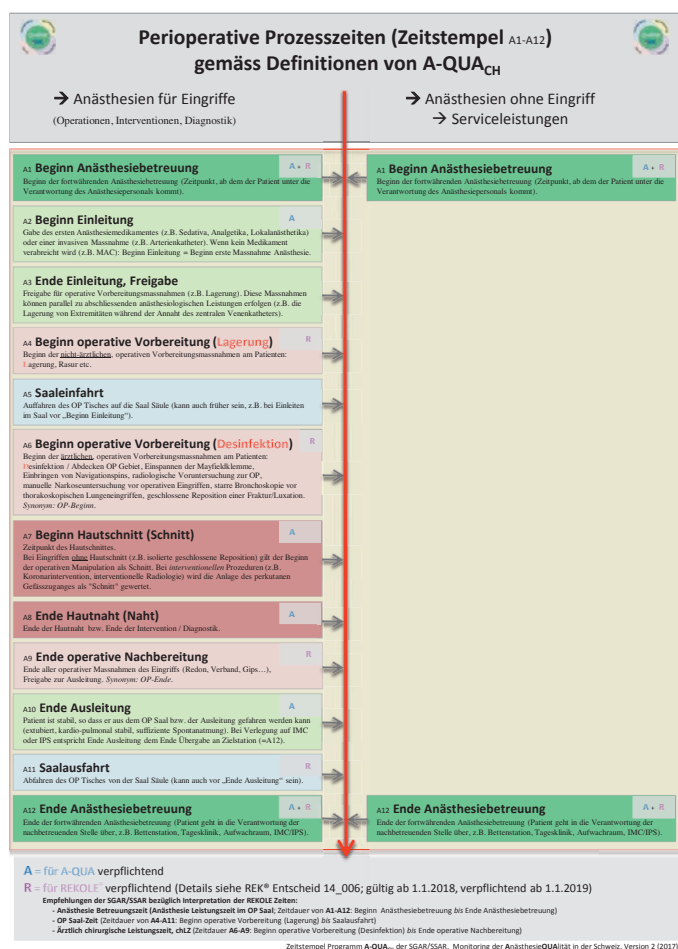 Perioperative Prozesszeiten (Zeitstempel A1-A12)
gemäss Definitionen von A-QUACH
→ Anästhesien für Eingriffe
(Operationen, Interventionen, Diagnostik)
→ Anästhesien ohne Eingriff
→ Serviceleistungen
A1 Beginn Anästhesiebetreuung A + R
Beginn der fortwährenden Anästhesiebetreuung (Zeitpunkt, ab dem der Patient unter die
Verantwortung des Anästhesiepersonals kommt).
A1 Beginn Anästhesiebetreuung A + R
Beginn der fortwährenden Anästhesiebetreuung (Zeitpunkt, ab dem der Patient unter die
Verantwortung des Anästhesiepersonals kommt).
A2 Beginn Einleitung A
Gabe des ersten Anästhesiemedikamentes (z.B. Sedativa, Analgetika, Lokalanästhetika)
oder einer invasiven Massnahme (z.B. Arterienkatheter). Wenn kein Medikament
verabreicht wird (z.B. MAC): Beginn Einleitung = Beginn erste Massnahme Anästhesie.
A3 Ende Einleitung, Freigabe
Freigabe für operative Vorbereitungsmassnahmen (z.B. Lagerung). Diese Massnahmen
können parallel zu abschliessenden anästhesiologischen Leistungen erfolgen (z.B. die
Lagerung von Extremitäten während der Annaht des zentralen Venenkatheters).
A4 Beginn operative Vorbereitung (Lagerung) R
Beginn der nicht-ärztlichen, operativen Vorbereitungsmassnahmen am Patienten:
Lagerung, Rasur etc.
A5 Saaleinfahrt
Auffahren des OP Tisches auf die Saal Säule (kann auch früher sein, z.B. bei Einleiten
im Saal vor „Beginn Einleitung“).
A6 Beginn operative Vorbereitung (Desinfektion) R
Beginn der ärztlichen, operativen Vorbereitungsmassnahmen am Patienten:
Desinfektion / Abdecken OP Gebiet, Einspannen der Mayfieldklemme,
Einbringen von Navigationspins, radiologische Voruntersuchung zur OP,
manuelle Narkoseuntersuchung vor operativen Eingriffen, starre Bronchoskopie vor
thorakoskopischen Lungeneingriffen, geschlossene Reposition einer Fraktur/Luxation.
Synonym: OP-Beginn.
A7 Beginn Hautschnitt (Schnitt) A
Zeitpunkt des Hautschnittes.
Bei Eingriffen ohne Hautschnitt (z.B. isolierte geschlossene Reposition) gilt der Beginn
der operativen Manipulation als Schnitt. Bei interventionellen Prozeduren (z.B.
Koronarintervention, interventionelle Radiologie) wird die Anlage des perkutanen
Gefässzuganges als "Schnitt" gewertet.
A8 Ende Hautnaht (Naht) A
Ende der Hautnaht bzw. Ende der Intervention / Diagnostik.
A9 Ende operative Nachbereitung R
Ende aller operativer Massnahmen des Eingriffs (Redon, Verband, Gips…),
Freigabe zur Ausleitung. Synonym: OP-Ende.
A10 Ende Ausleitung A
Patient ist stabil, so dass er aus dem OP Saal bzw. der Ausleitung gefahren werden kann
(extubiert, kardio-pulmonal stabil, suffiziente Spontanatmung). Bei Verlegung auf IMC
oder IPS entspricht Ende Ausleitung dem Ende Übergabe an Zielstation (=A12).
A11 Saalausfahrt R
Abfahren des OP Tisches von der Saal Säule (kann auch vor „Ende Ausleitung“ sein).
A12 Ende Anästhesiebetreuung A + R
Ende der fortwährenden Anästhesiebetreuung (Patient geht in die Verantwortung der
nachbetreuenden Stelle über, z.B. Bettenstation, Tagesklinik, Aufwachraum, IMC/IPS).
A12 Ende Anästhesiebetreuung A + R
Ende der fortwährenden Anästhesiebetreuung (Patient geht in die Verantwortung der
nachbetreuenden Stelle über, z.B. Bettenstation, Tagesklinik, Aufwachraum, IMC/IPS).
A = für A-QUA verpflichtend
R = für REKOLE® verpflichtend (Details siehe REK® Entscheid 14_006; gültig ab 1.1.2018, verpflichtend ab 1.1.2019)
Empfehlungen der SGAR/SSAR bezüglich Interpretation der REKOLE Zeiten:
- Anästhesie Betreuungszeit (Anästhesie Leistungszeit im OP Saal; Zeitdauer von A1-A12: Beginn Anästhesiebetreuung bis Ende Anästhesiebetreuung)
- OP Saal-Zeit (Zeitdauer von A4-A11: Beginn operative Vorbereitung (Lagerung) bis Saalausfahrt)
- Ärztlich chirurgische Leistungszeit, chLZ (Zeitdauer A6-A9: Beginn operative Vorbereitung (Desinfektion) bis Ende operative Nachbereitung)
Zeitstempel Programm A-QUACH der SGAR/SSAR. Monitoring der AnästhesieQUAlität in der Schweiz. Version 2 (2017)